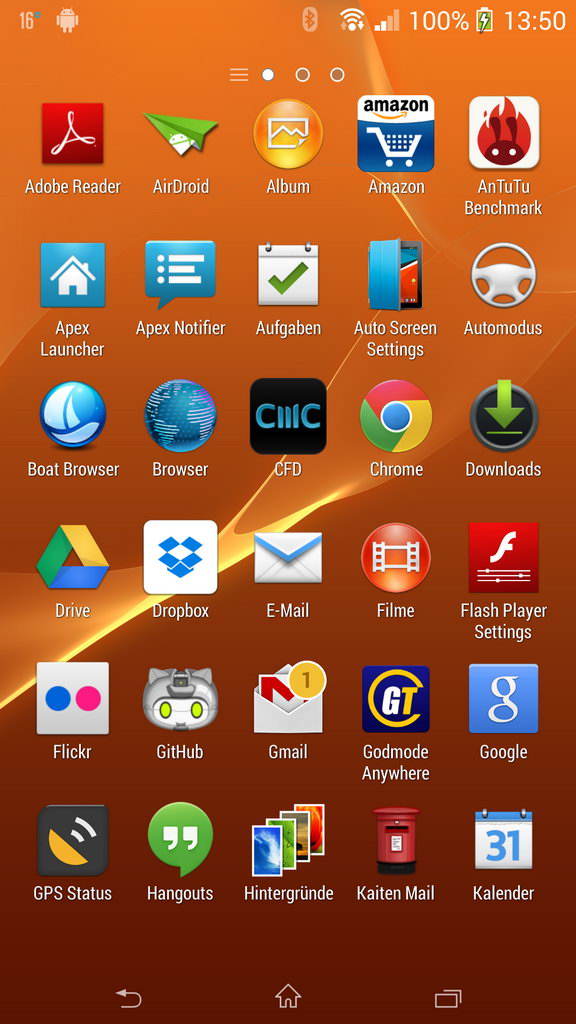 16° 100% 13:50
amazon
Adobe Reader AirDroid Album Amazon AnTuTu Benchmark
Apex Launcher Apex Notifier Aufgaben Auto Screen Settings Automodus
CMC
Boat Browser Browser CFD Chrome Downloads
Drive Dropbox E-Mail Filme Flash Player Settings
1
GT
g
Flickr GitHub Gmail Godmode Anywhere Google
31
GPS Status Hangouts Hintergründe Kaiten Mail Kalender